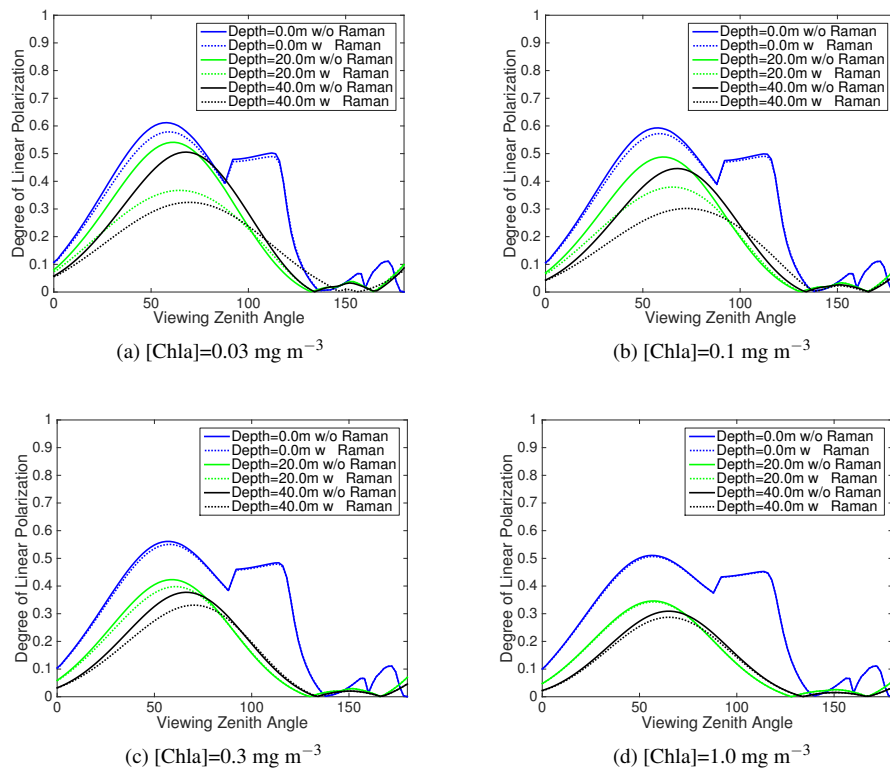 1
0.9
0.8
0.7
0.6
0.5
0.4
0.3
0.2
0.1
0
Degree of Linear Polarization
Depth=0.0m w/o Raman
Depth=0.0m w Raman
Depth=20.0m w/o Raman
Depth=20.0m w Raman
Depth=40.0m w/o Raman
Depth=40.0m w Raman
0 50 100 150
Viewing Zenith Angle
(a) [Chla]=0.03 mg m⁻³
1
0.9
0.8
0.7
0.6
0.5
0.4
0.3
0.2
0.1
0
Degree of Linear Polarization
Depth=0.0m w/o Raman
Depth=0.0m w Raman
Depth=20.0m w/o Raman
Depth=20.0m w Raman
Depth=40.0m w/o Raman
Depth=40.0m w Raman
0 50 100 150
Viewing Zenith Angle
(b) [Chla]=0.1 mg m⁻³
1
0.9
0.8
0.7
0.6
0.5
0.4
0.3
0.2
0.1
0
Degree of Linear Polarization
Depth=0.0m w/o Raman
Depth=0.0m w Raman
Depth=20.0m w/o Raman
Depth=20.0m w Raman
Depth=40.0m w/o Raman
Depth=40.0m w Raman
0 50 100 150
Viewing Zenith Angle
(c) [Chla]=0.3 mg m⁻³
1
0.9
0.8
0.7
0.6
0.5
0.4
0.3
0.2
0.1
0
Degree of Linear Polarization
Depth=0.0m w/o Raman
Depth=0.0m w Raman
Depth=20.0m w/o Raman
Depth=20.0m w Raman
Depth=40.0m w/o Raman
Depth=40.0m w Raman
0 50 100 150
Viewing Zenith Angle
(d) [Chla]=1.0 mg m⁻³